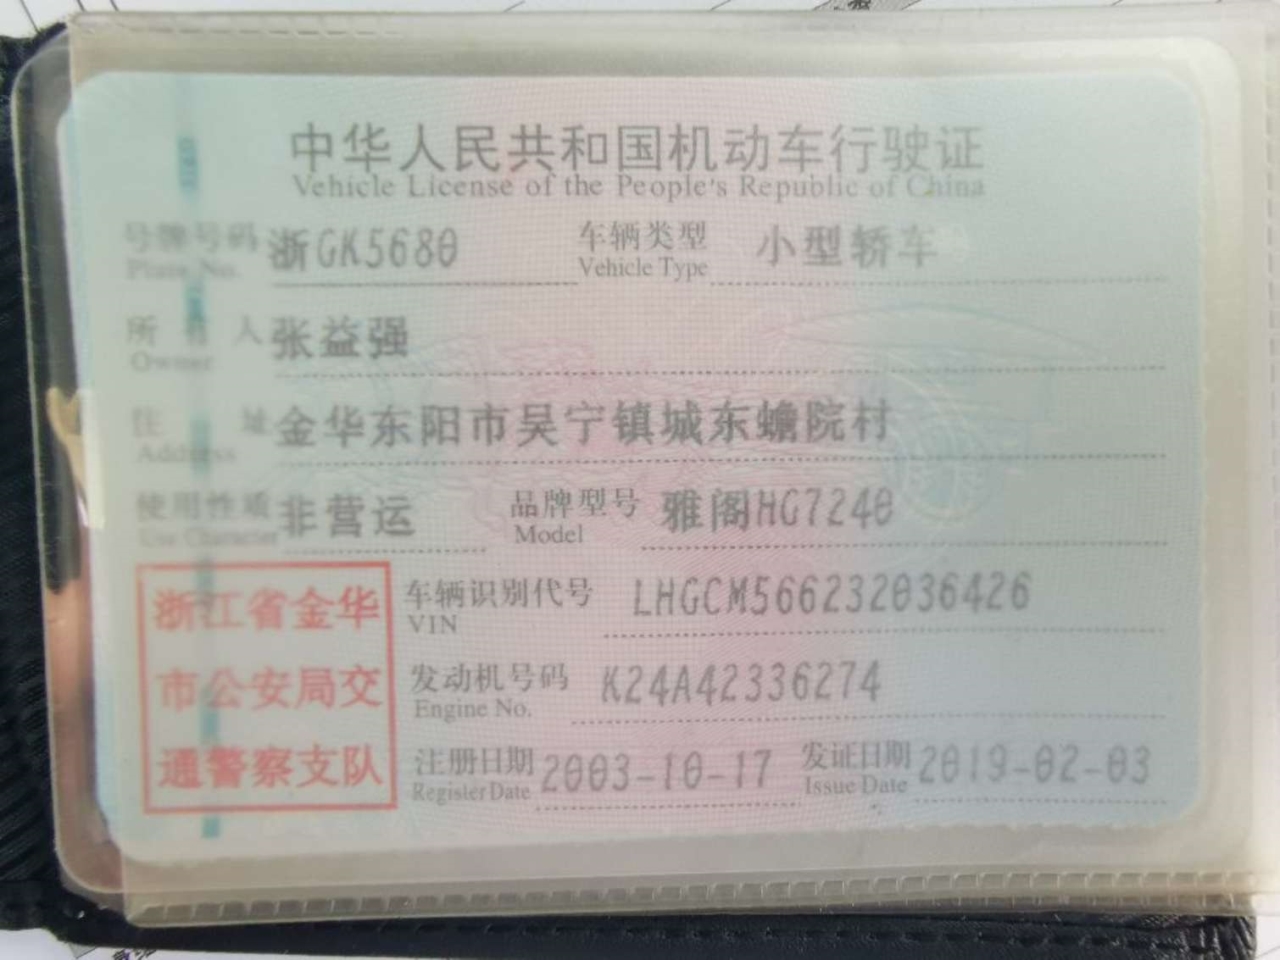 中华人民共和国机动车行驶证
Vehicle License of the People's Republic of China
号牌号码 浙GK5680 车辆类型 小型轿车
Plate No. Vehicle Type
所有人 张益强
Owner
住址 金华东阳市吴宁镇城东蟾院村
Address
使用性质 非营运 品牌型号 雅阁HG7240
Use Character Model
浙江省金华
市公安局交
通警察支队
车辆识别代号 LHGCM566232036426
VIN
发动机号码 K24A42336274
Engine No.
注册日期 2003-10-17 发证日期 2019-02-03
Register Date Issue Date